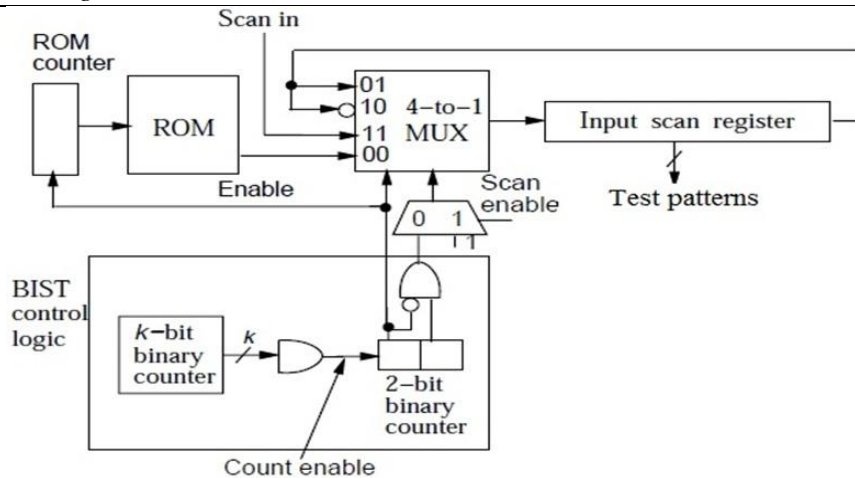 Scan in
ROM
counter
ROM
01
10
11
00
4-to-1
MUX
Input scan register
Test patterns
Enable
Scan
enable
0 1
1
BIST
control
logic
k-bit
binary
counter
k
2-bit
binary
counter
Count enable